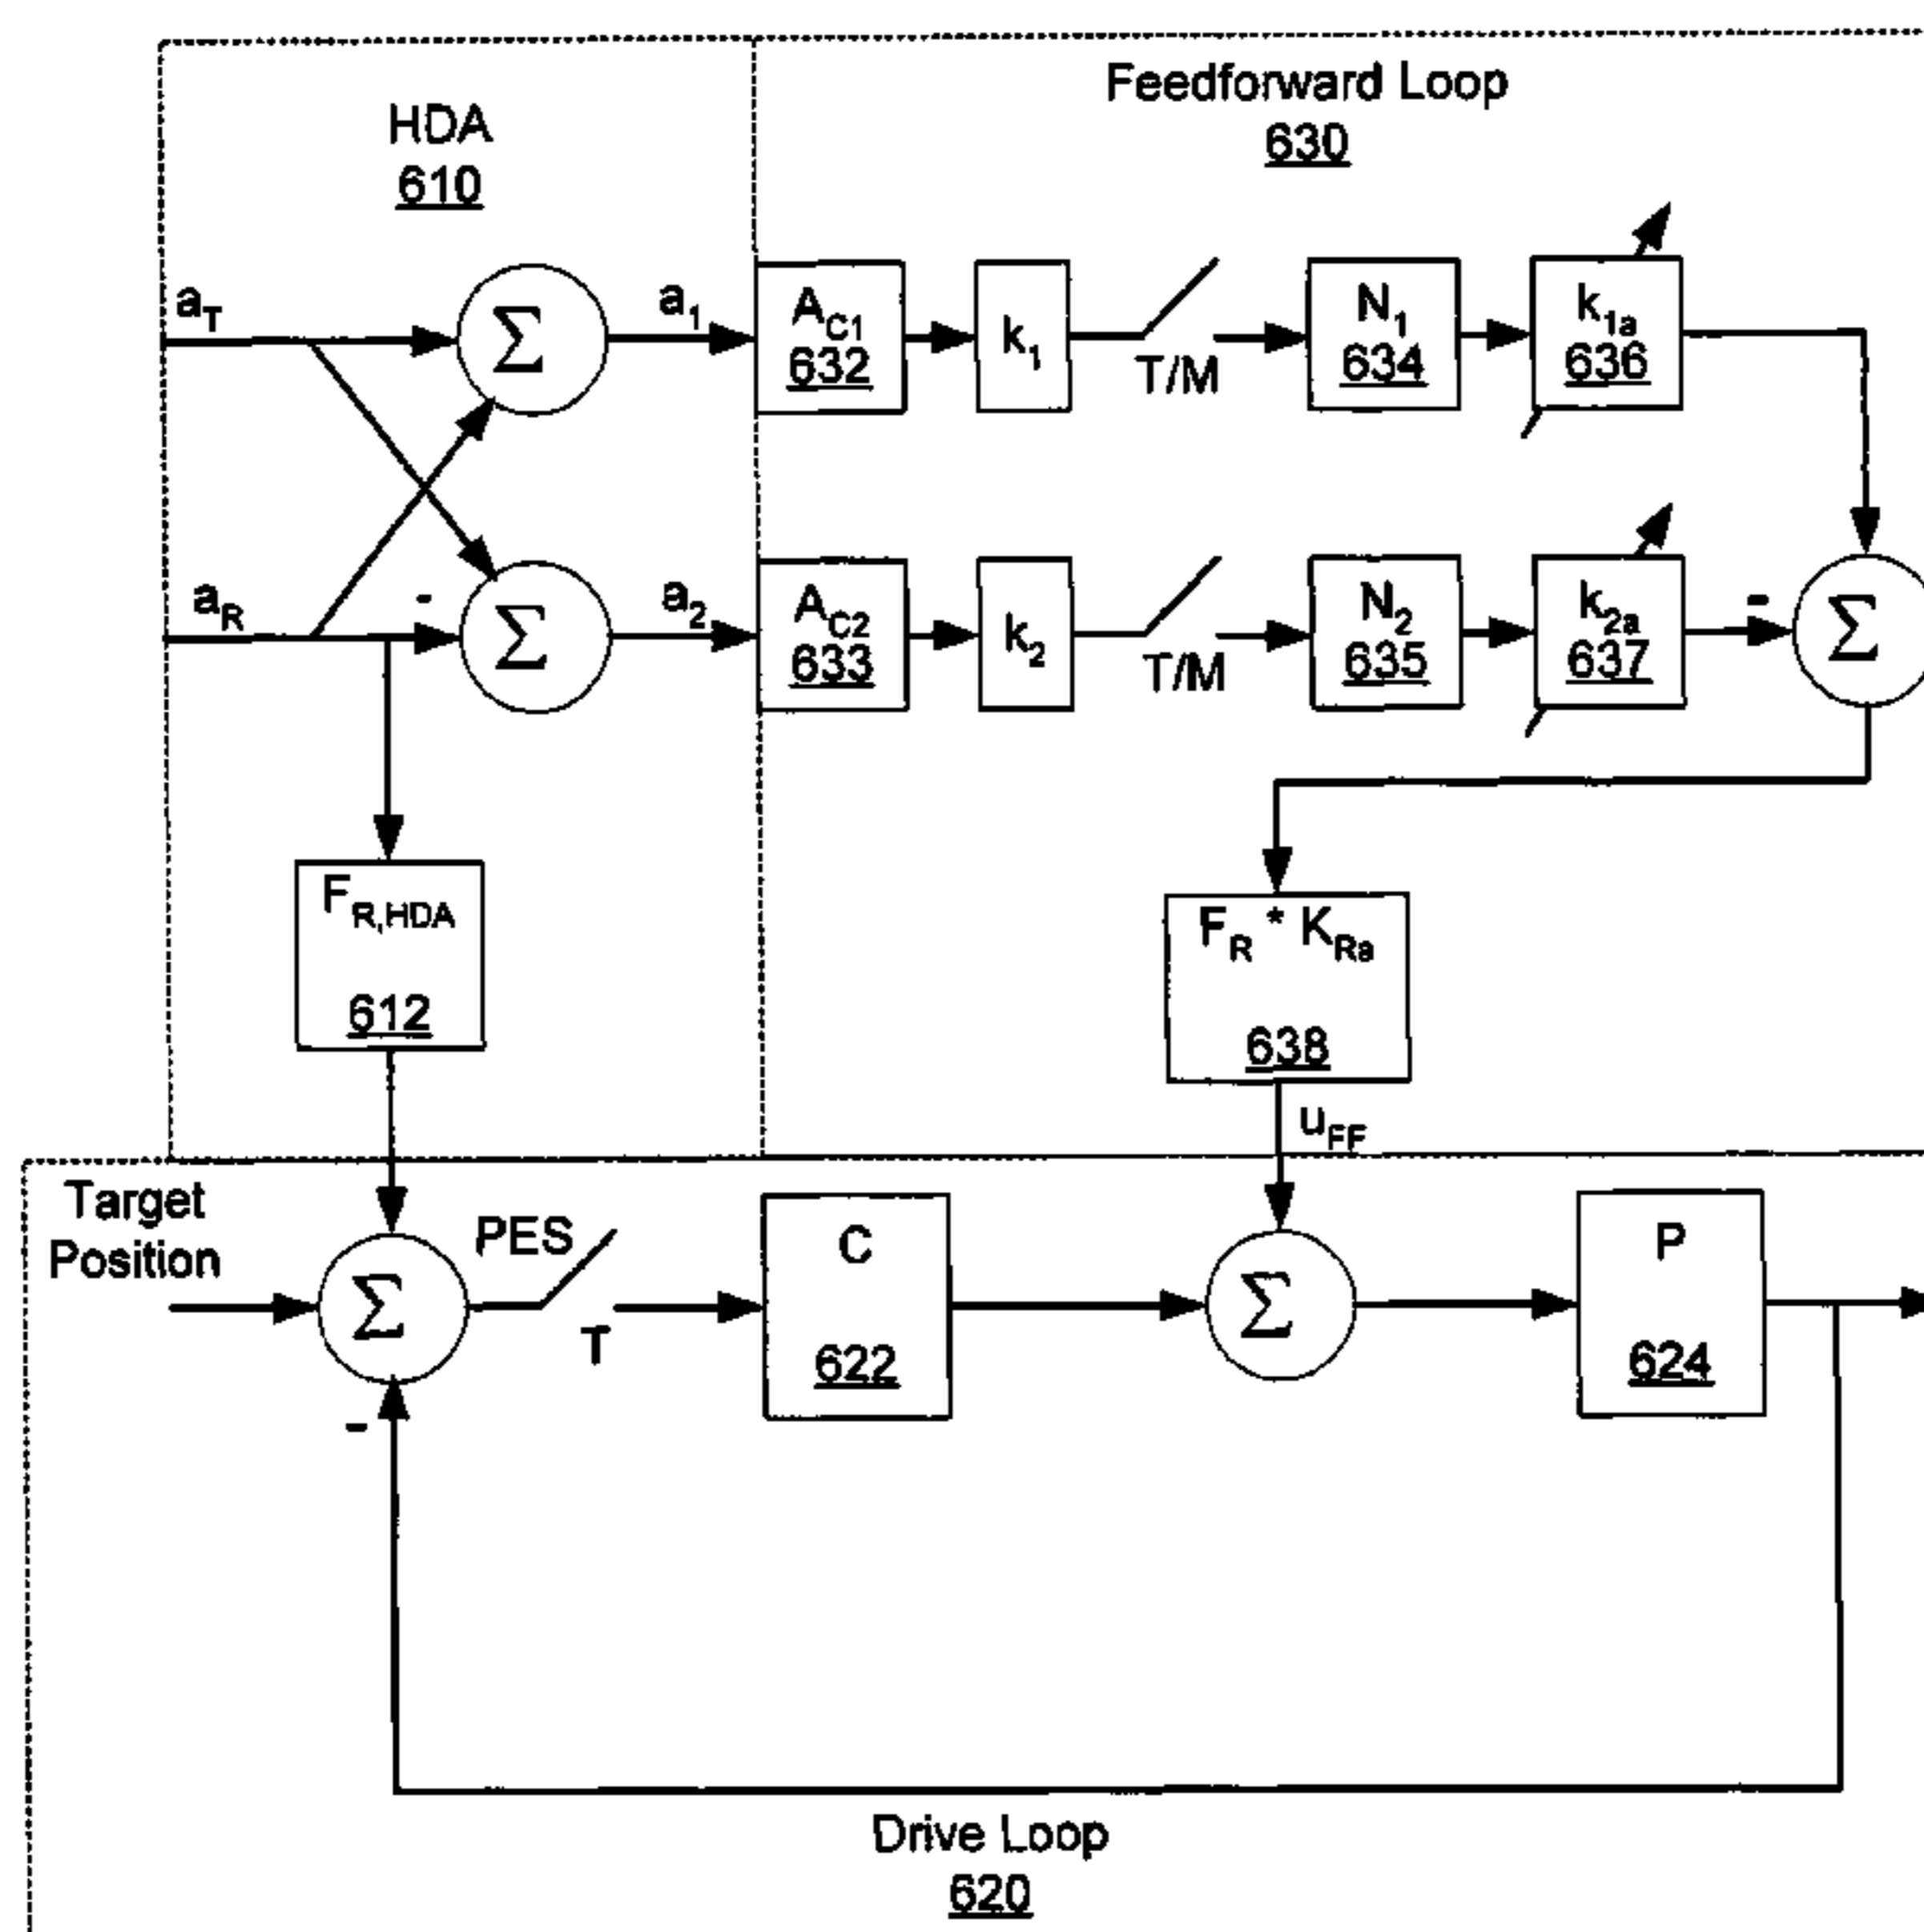 Feedforward Loop
630
HDA
610
a_T
Σ
a_1
A_C1
632
k_1
T/M
N_1
634
k_1a
636
a_R
-
Σ
a_2
A_C2
633
k_2
T/M
N_2
635
k_2a
637
-
Σ
F_R,HDA
612
F_R * K_Ra
638
u_FF
Target
Position
Σ
-
PES
T
C
622
Σ
P
624
Drive Loop
620